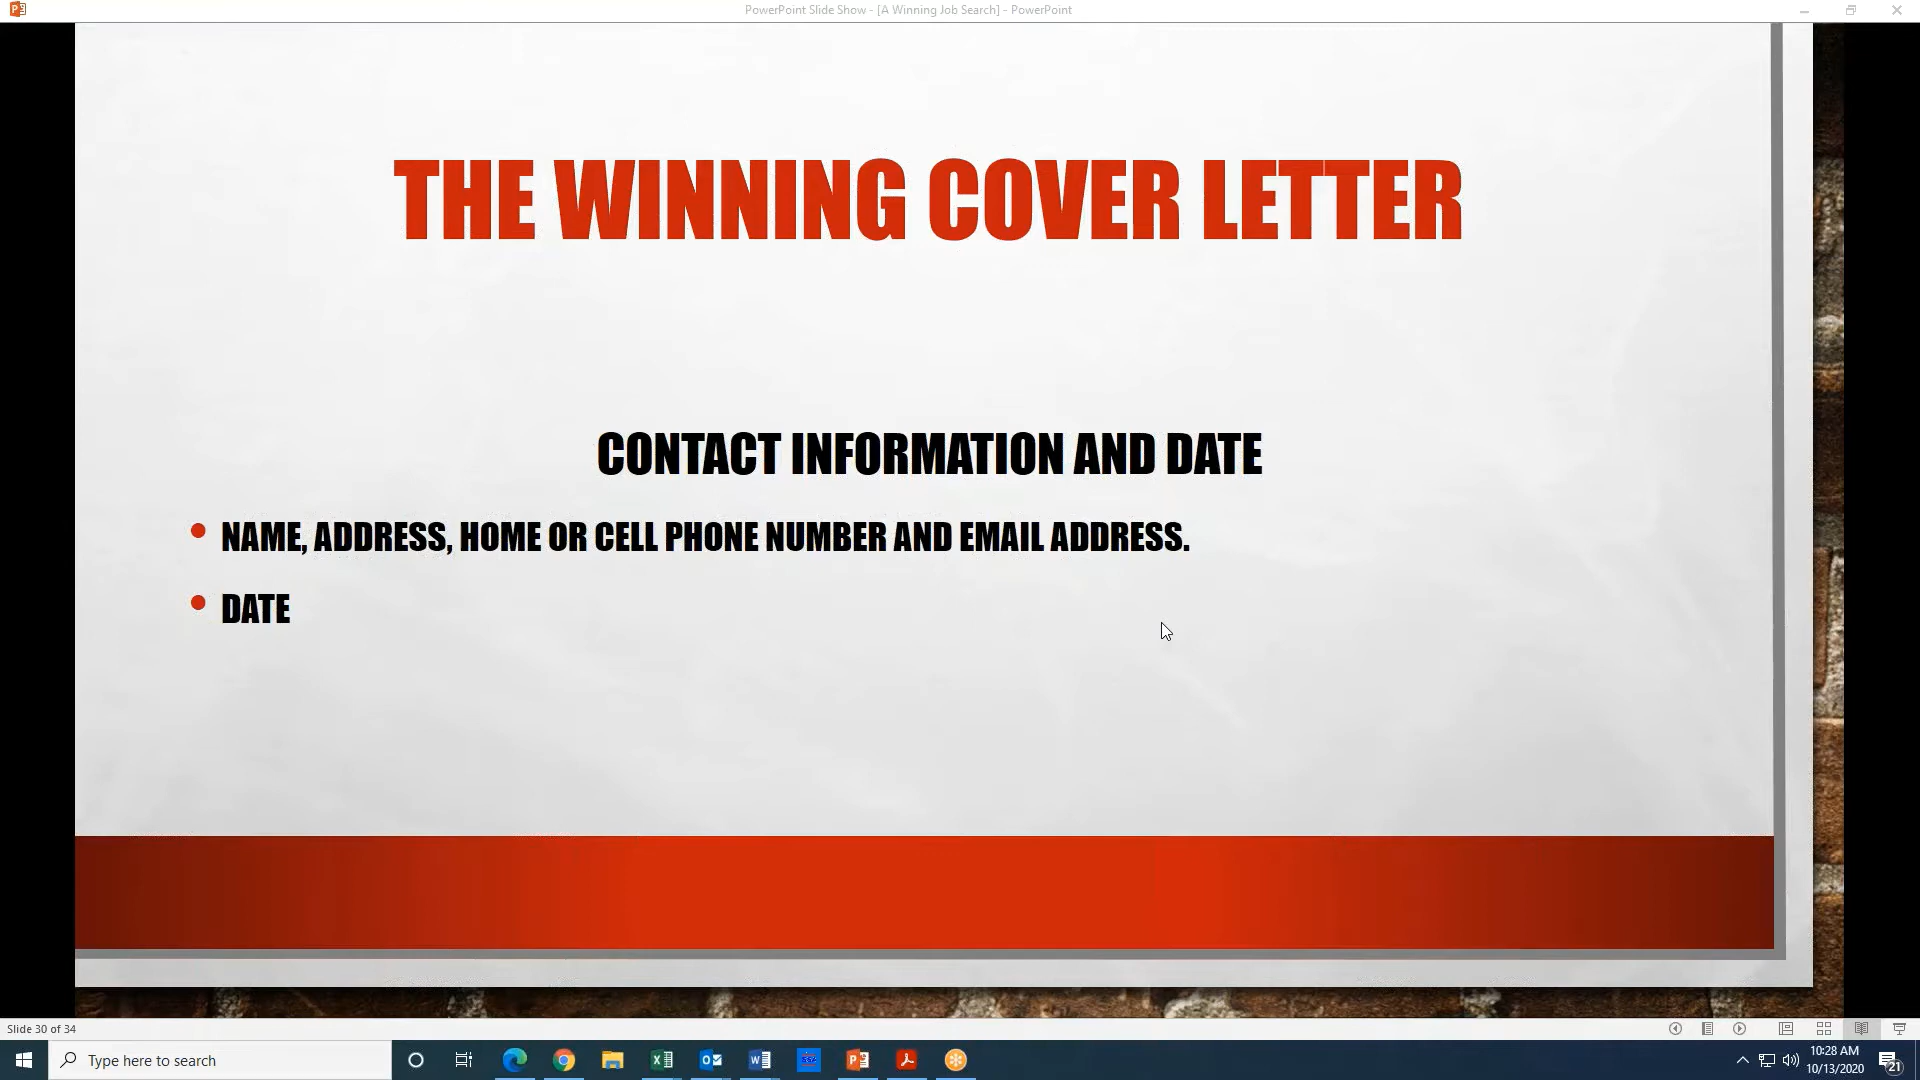 PowerPoint Slide Show - [A Winning Job Search] - PowerPoint
THE WINNING COVER LETTER
CONTACT INFORMATION AND DATE
• NAME, ADDRESS, HOME OR CELL PHONE NUMBER AND EMAIL ADDRESS.
• DATE
Slide 30 of 34
Type here to search
10:28 AM
10/13/2020
21